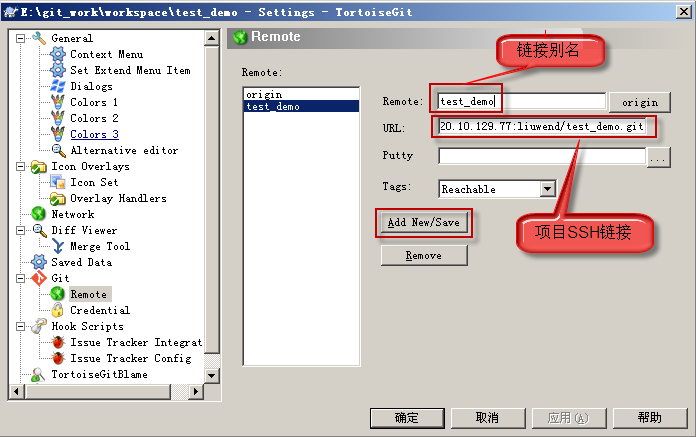 E:\git_work\workspace\test_demo - Settings - TortoiseGit
General
Context Menu
Set Extend Menu Item
Dialogs
Colors 1
Colors 2
Colors 3
Alternative editor
Icon Overlays
Icon Set
Overlay Handlers
Network
Diff Viewer
Merge Tool
Saved Data
Git
Remote
Credential
Hook Scripts
Issue Tracker Integrat
Issue Tracker Config
TortoiseGitBlame
Remote
链接别名
Remote:
origin
test_demo
Remote: test_demo origin
URL: 20.10.129.77:liuwend/test_demo.git
Putty ...
Tags: Reachable
Add New/Save
项目SSH链接
Remove
确定 取消 应用(A) 帮助